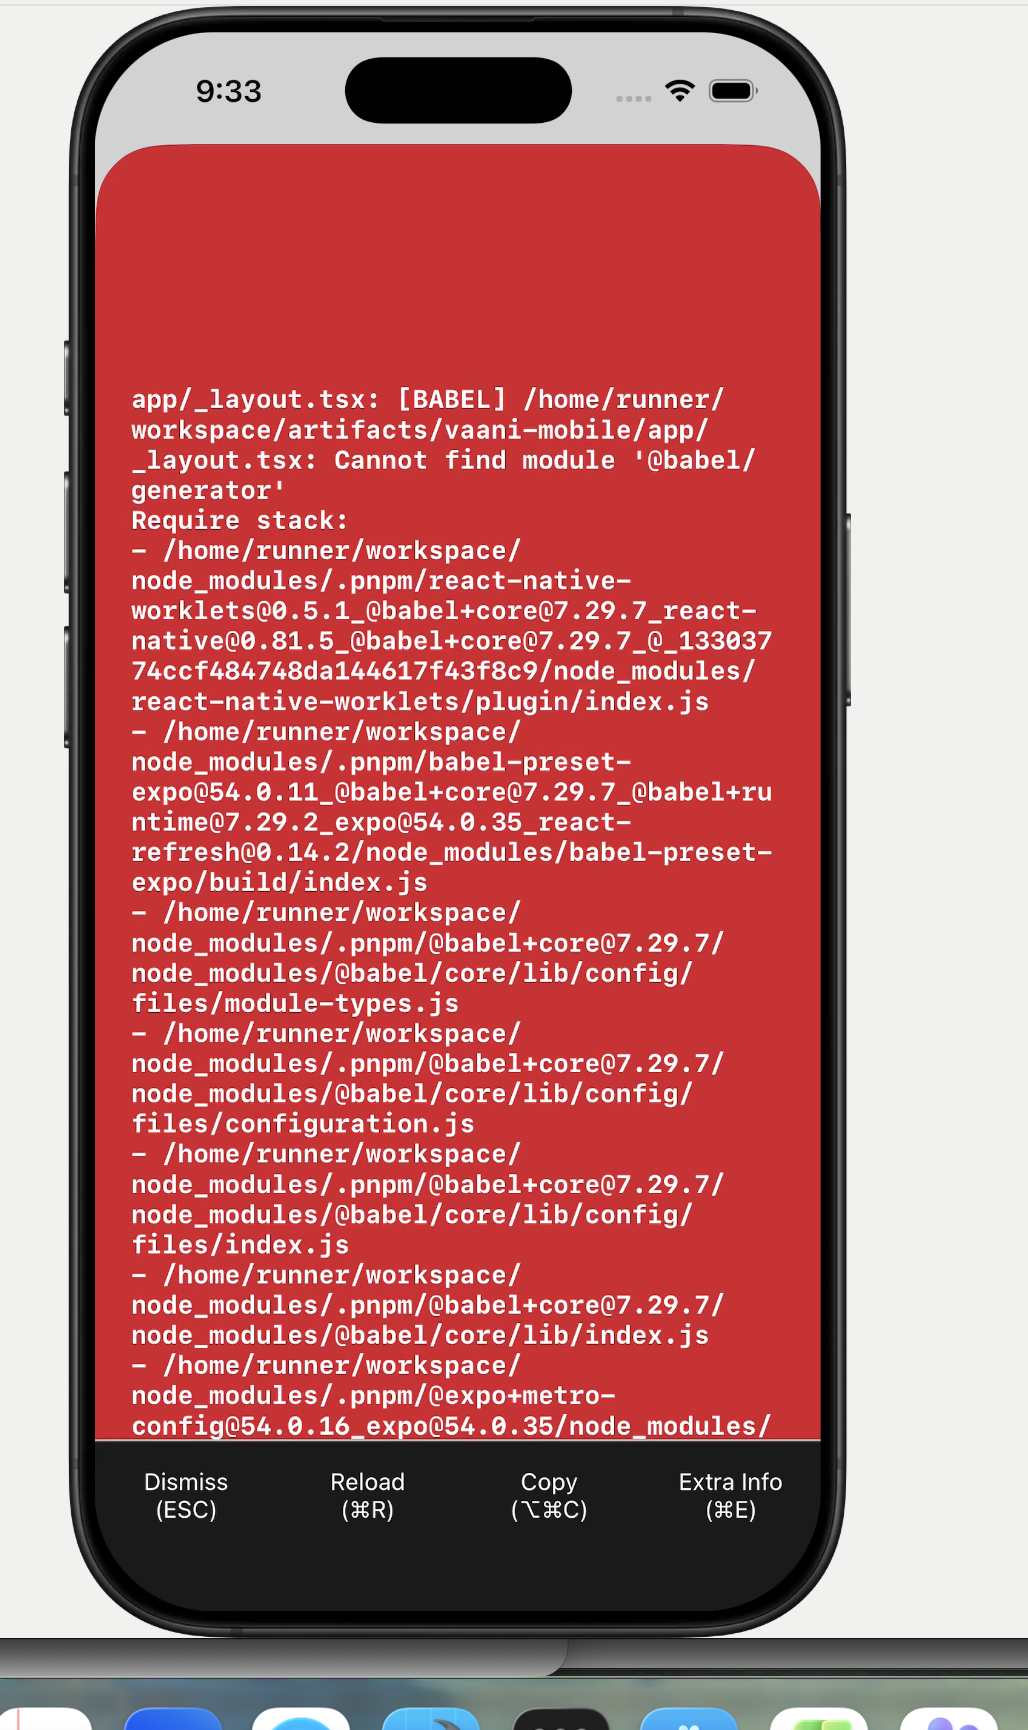 9:33
app/_layout.tsx: [BABEL] /home/runner/
workspace/artifacts/vaani-mobile/app/
_layout.tsx: Cannot find module '@babel/
generator'
Require stack:
- /home/runner/workspace/
node_modules/.pnpm/react-native-
worklets@0.5.1_@babel+core@7.29.7_react-
native@0.81.5_@babel+core@7.29.7_@_133037
74ccf484748da144617f43f8c9/node_modules/
react-native-worklets/plugin/index.js
- /home/runner/workspace/
node_modules/.pnpm/babel-preset-
expo@54.0.11_@babel+core@7.29.7_@babel+ru
ntime@7.29.2_expo@54.0.35_react-
refresh@0.14.2/node_modules/babel-preset-
expo/build/index.js
- /home/runner/workspace/
node_modules/.pnpm/@babel+core@7.29.7/
node_modules/@babel/core/lib/config/
files/module-types.js
- /home/runner/workspace/
node_modules/.pnpm/@babel+core@7.29.7/
node_modules/@babel/core/lib/config/
files/configuration.js
- /home/runner/workspace/
node_modules/.pnpm/@babel+core@7.29.7/
node_modules/@babel/core/lib/config/
files/index.js
- /home/runner/workspace/
node_modules/.pnpm/@babel+core@7.29.7/
node_modules/@babel/core/lib/index.js
- /home/runner/workspace/
node_modules/.pnpm/@expo+metro-
config@54.0.16_expo@54.0.35/node_modules/
Dismiss (ESC)
Reload (⌘R)
Copy (⌥⌘C)
Extra Info (⌘E)